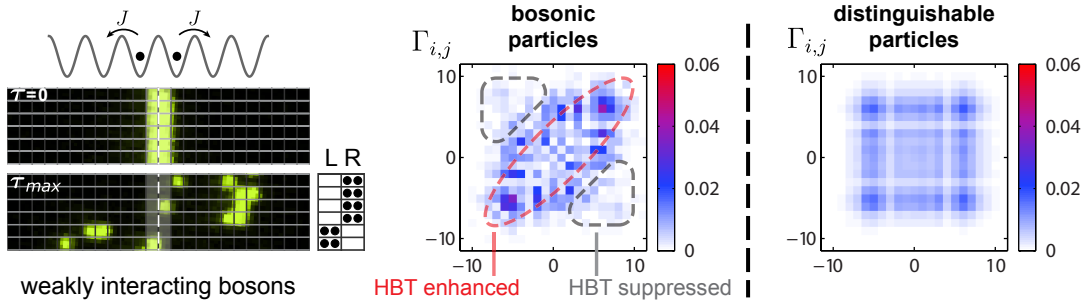 J J
τ=0
τmax
L R
weakly interacting bosons
bosonic
particles
Γi,j
10
0
−10
−10 0 10
0.06
0.04
0.02
0
HBT enhanced
HBT suppressed
distinguishable
particles
Γi,j
10
0
−10
−10 0 10
0.06
0.04
0.02
0